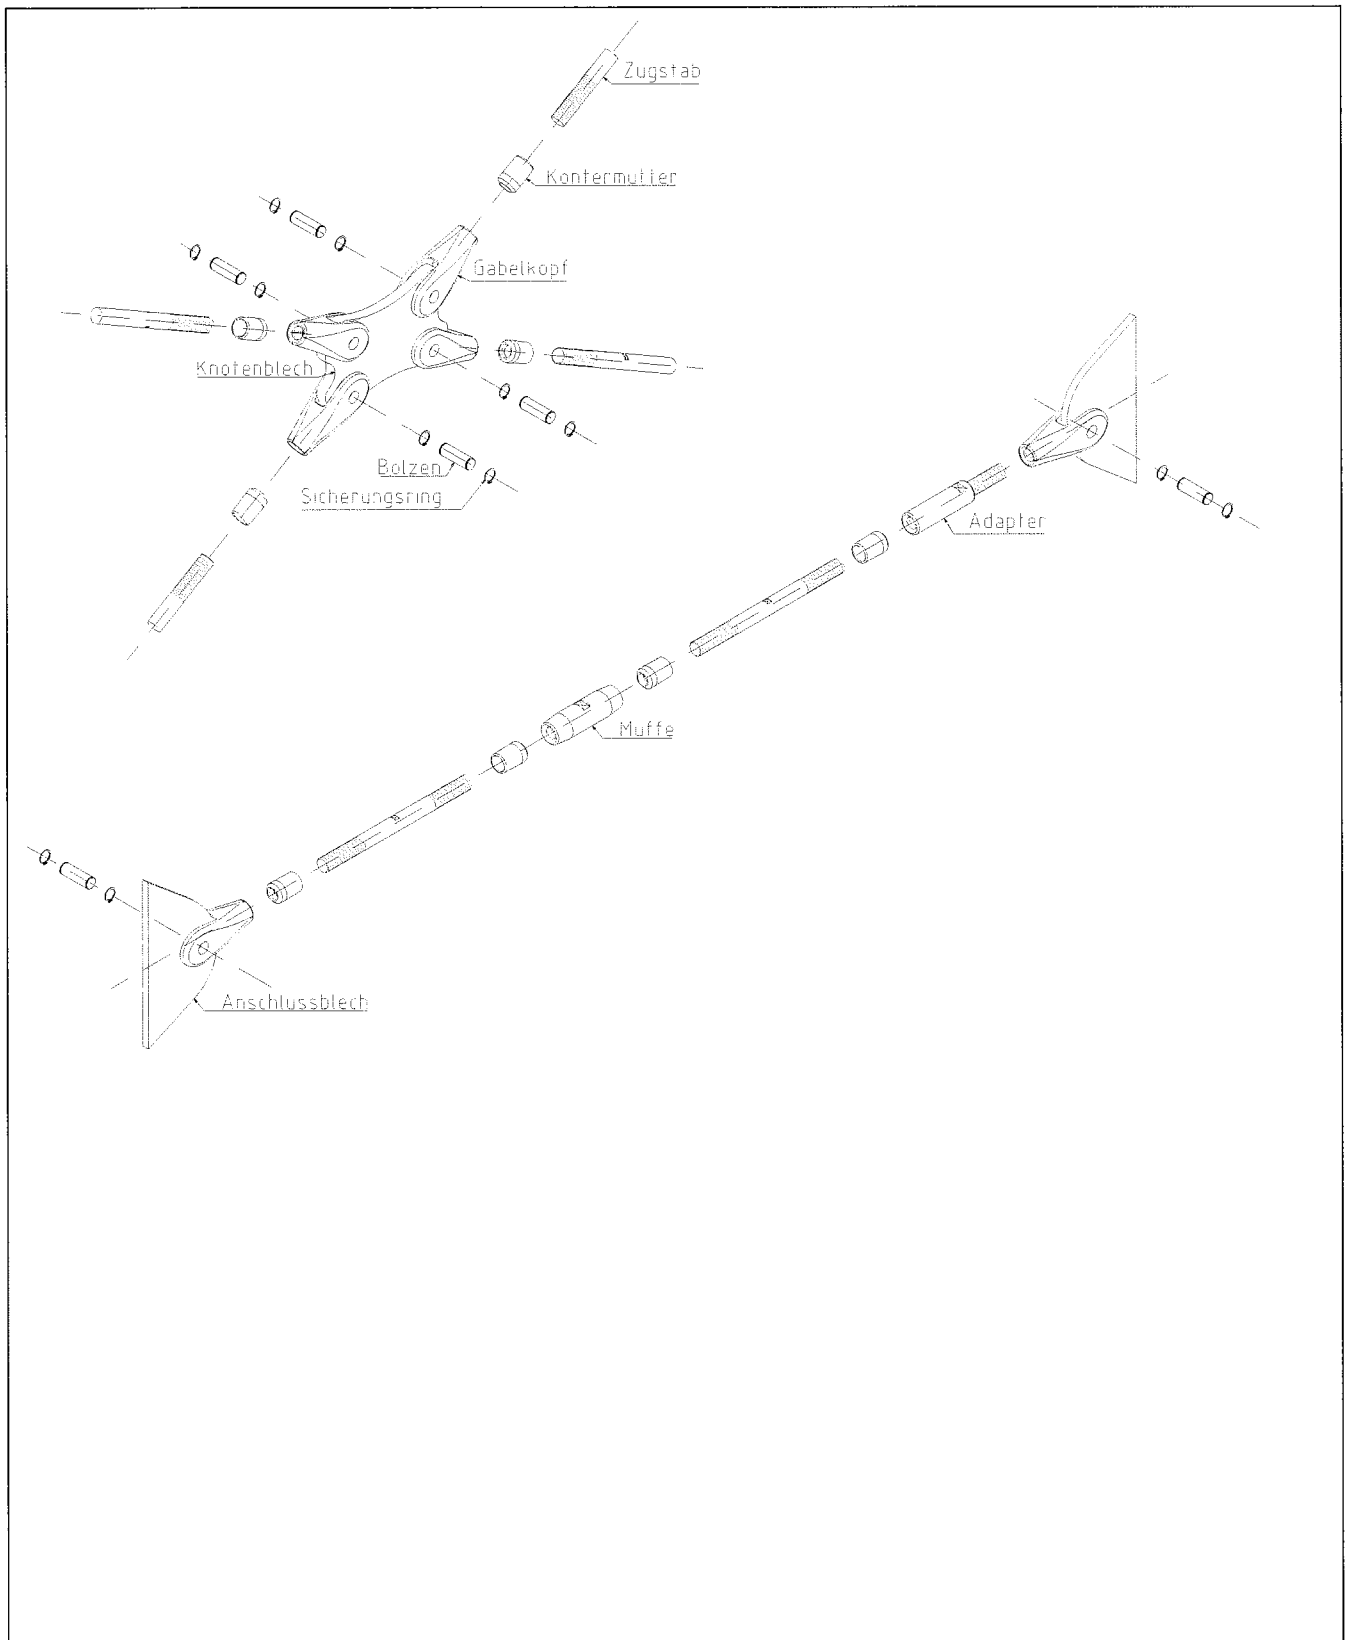 Zugstab
Kontermutter
Gabelkopf
Knotenblech
Bolzen
Sicherungsring
Adapter
Muffe
Anschlussblech